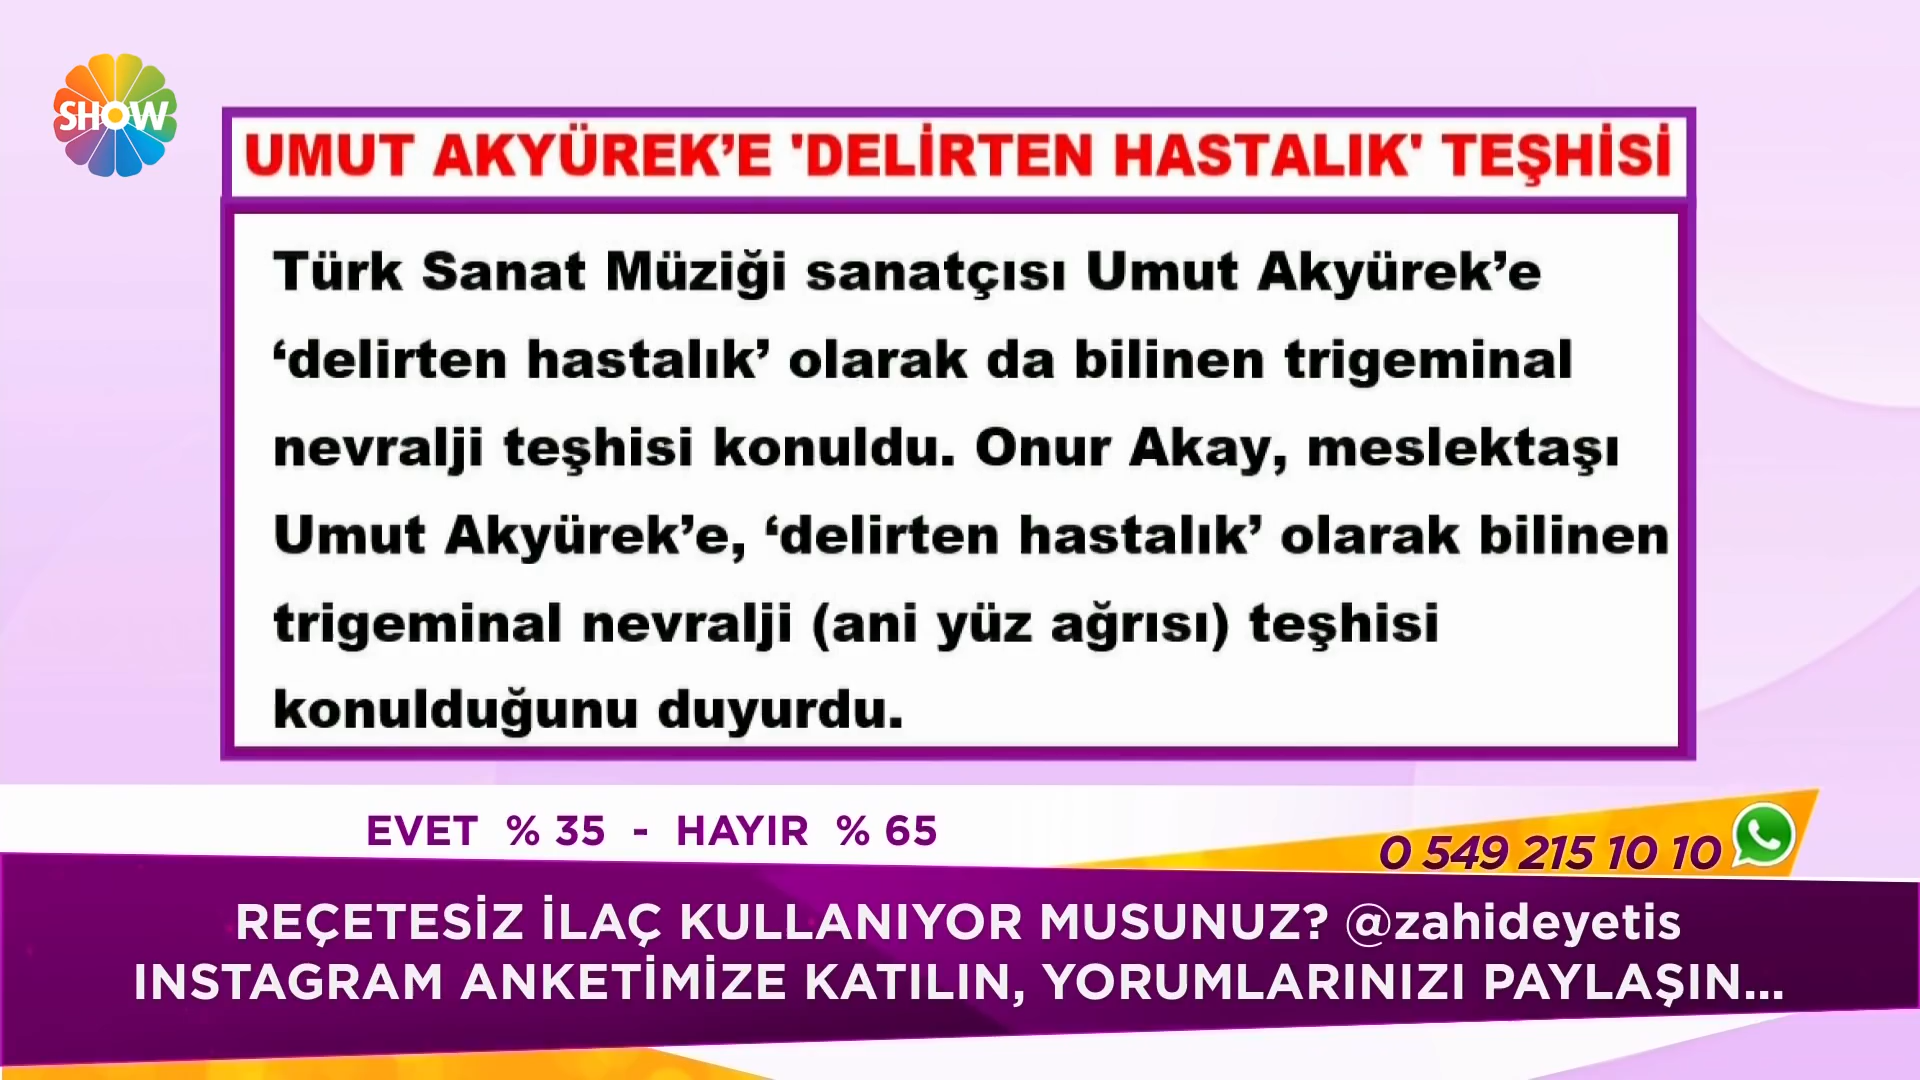 SHOW
UMUT AKYÜREK’E 'DELİRTEN HASTALIK' TEŞHİSİ
Türk Sanat Müziği sanatçısı Umut Akyürek’e
‘delirten hastalık’ olarak da bilinen trigeminal
nevralji teşhisi konuldu. Onur Akay, meslektaşı
Umut Akyürek’e, ‘delirten hastalık’ olarak bilinen
trigeminal nevralji (ani yüz ağrısı) teşhisi
konulduğunu duyurdu.
EVET % 35 - HAYIR % 65
0 549 215 10 10
REÇETESİZ İLAÇ KULLANIYOR MUSUNUZ? @zahideyetis
INSTAGRAM ANKETİMİZE KATILIN, YORUMLARINIZI PAYLAŞIN...